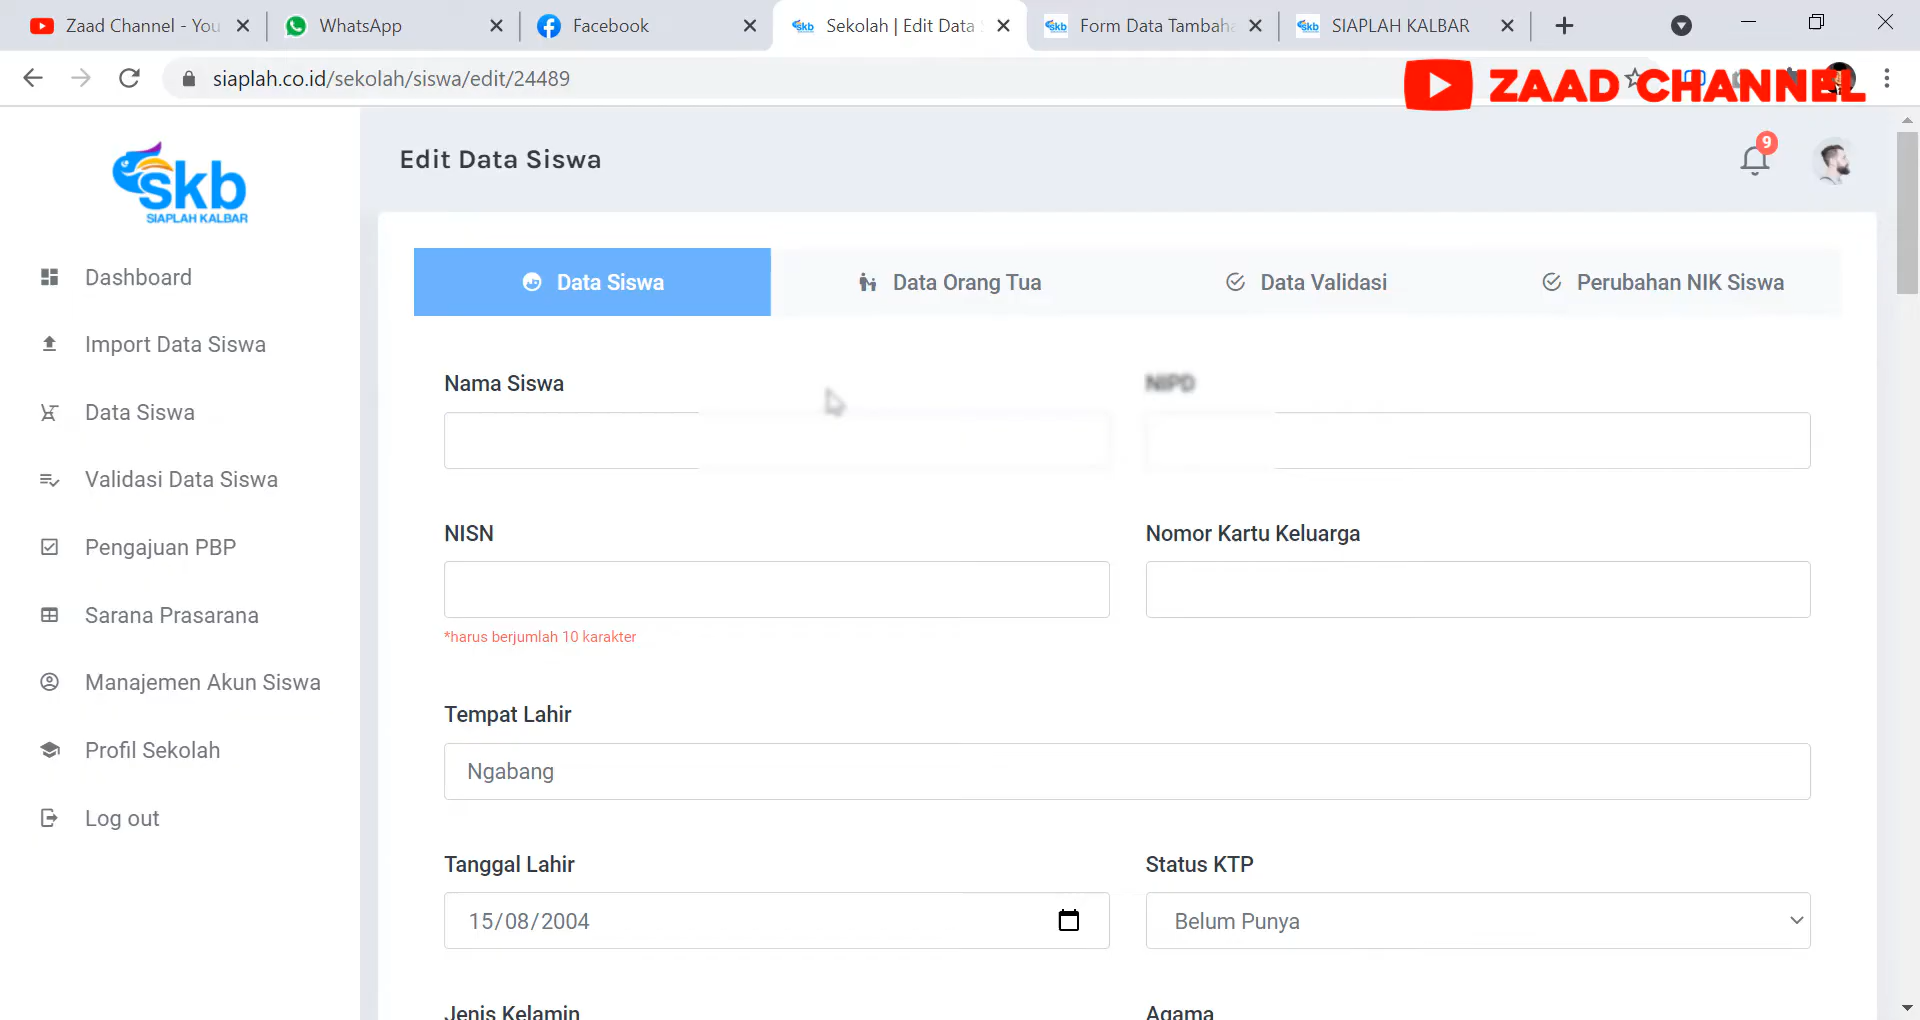 Zaad Channel - You
WhatsApp
Facebook
Sekolah | Edit Data S
Form Data Tambaha
SIAPLAH KALBAR
siaplah.co.id/sekolah/siswa/edit/24489
ZAAD CHANNEL
skb
SIAPLAH KALBAR
Edit Data Siswa
9
Dashboard
Import Data Siswa
Data Siswa
Validasi Data Siswa
Pengajuan PBP
Sarana Prasarana
Manajemen Akun Siswa
Profil Sekolah
Log out
Data Siswa
Data Orang Tua
Data Validasi
Perubahan NIK Siswa
Nama Siswa
NIPD
NISN
Nomor Kartu Keluarga
*harus berjumlah 10 karakter
Tempat Lahir
Ngabang
Tanggal Lahir
Status KTP
15/08/2004
Belum Punya
Jenis Kelamin
Agama